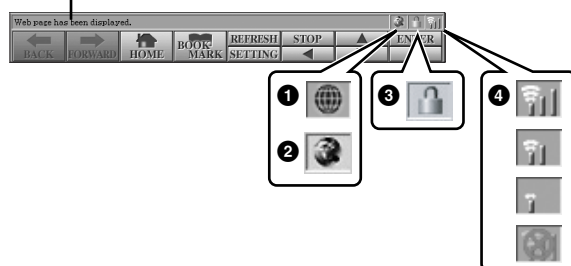 Web page has been displayed.
BACK FORWARD HOME BOOK-MARK REFRESH STOP ▲ ENTER
SETTING ◀
1 3 4
2